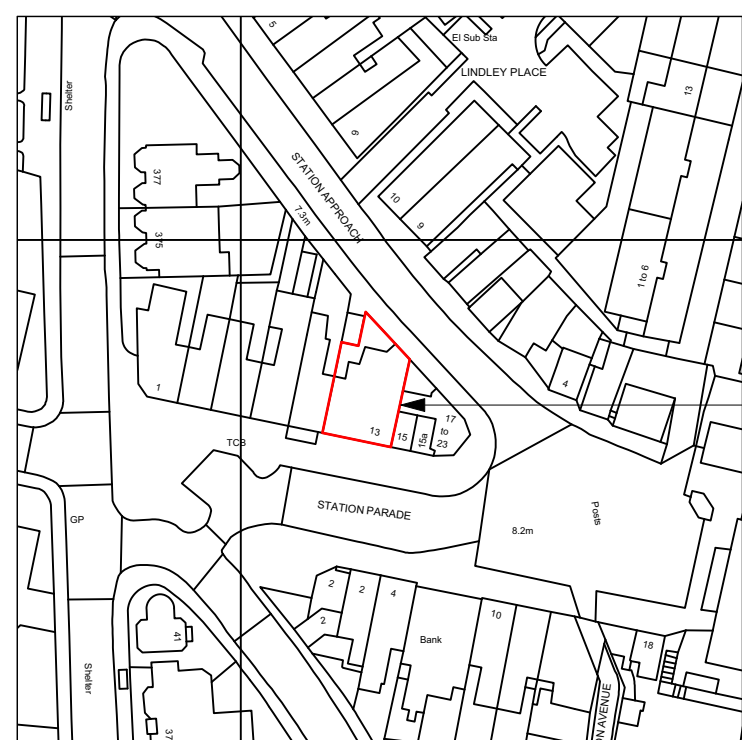 5
El Sub Sta
LINDLEY PLACE
13
Shelter
9
STATION APPROACH
377
10
9
7.3m
375
1 to 6
4
1
13
15
15a
17
to
23
TCB
STATION PARADE
Posts
GP
8.2m
2
2
4
2
10
Bank
41
18
Shelter
ON AVENUE
37